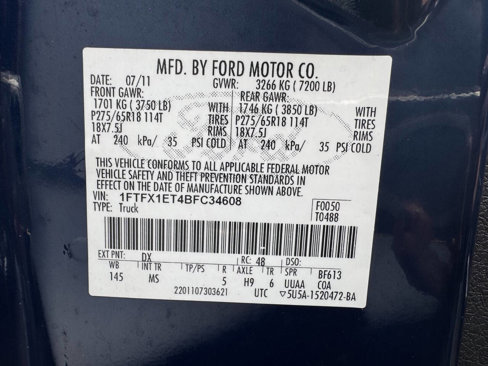 MFD. BY FORD MOTOR CO.
DATE: 07/11 GVWR: 3266 KG ( 7200 LB)
FRONT GAWR: REAR GAWR:
1701 KG ( 3750 LB) WITH 1746 KG ( 3850 LB) WITH
P275/65R18 114T TIRES P275/65R18 114T TIRES
18X7.5J RIMS 18X7.5J RIMS
AT 240 kPa/ 35 PSI COLD AT 240 kPa/ 35 PSI COLD
THIS VEHICLE CONFORMS TO ALL APPLICABLE FEDERAL MOTOR
VEHICLE SAFETY AND THEFT PREVENTION STANDARDS IN
EFFECT ON THE DATE OF MANUFACTURE SHOWN ABOVE.
VIN: 1FTFX1ET4BFC34608 F0050
TYPE: Truck T0488
EXT PNT: DX RC: 48 DSO:
WB INT TR TP/PS R AXLE TR SPR BF613
145 MS 5 H9 6 UUAA COA
2201107303621 UTC ▽5U5A-1520472-BA